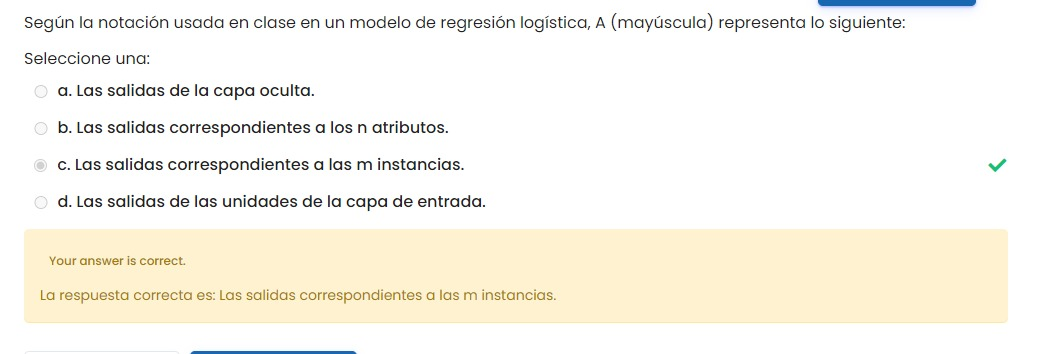 Según la notación usada en clase en un modelo de regresión logística, A (mayúscula) representa lo siguiente:
Seleccione una:
a. Las salidas de la capa oculta.
b. Las salidas correspondientes a los n atributos.
c. Las salidas correspondientes a las m instancias.
d. Las salidas de las unidades de la capa de entrada.
Your answer is correct.
La respuesta correcta es: Las salidas correspondientes a las m instancias.